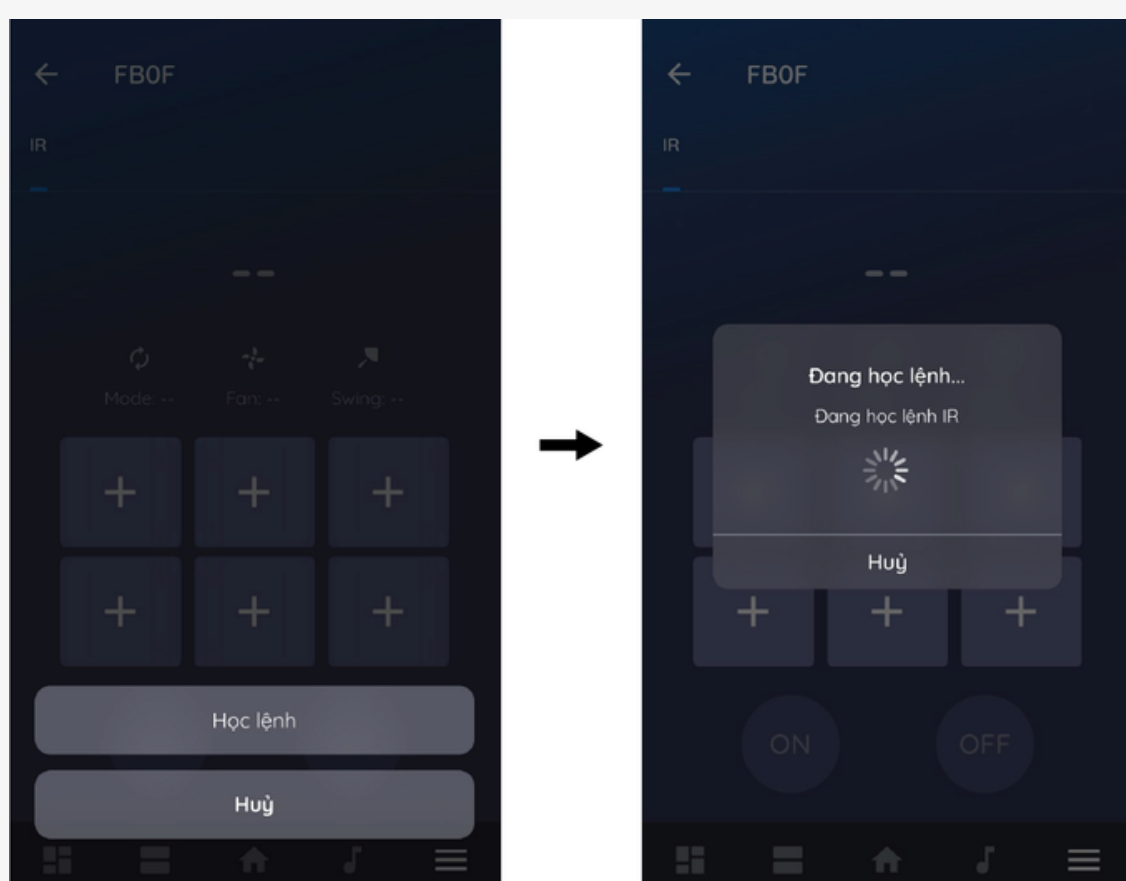 FB0F
IR
--
Mode: -- Fan: -- Swing: --
Học lệnh
Huỷ
FB0F
IR
--
Đang học lệnh...
Đang học lệnh IR
Huỷ
ON OFF